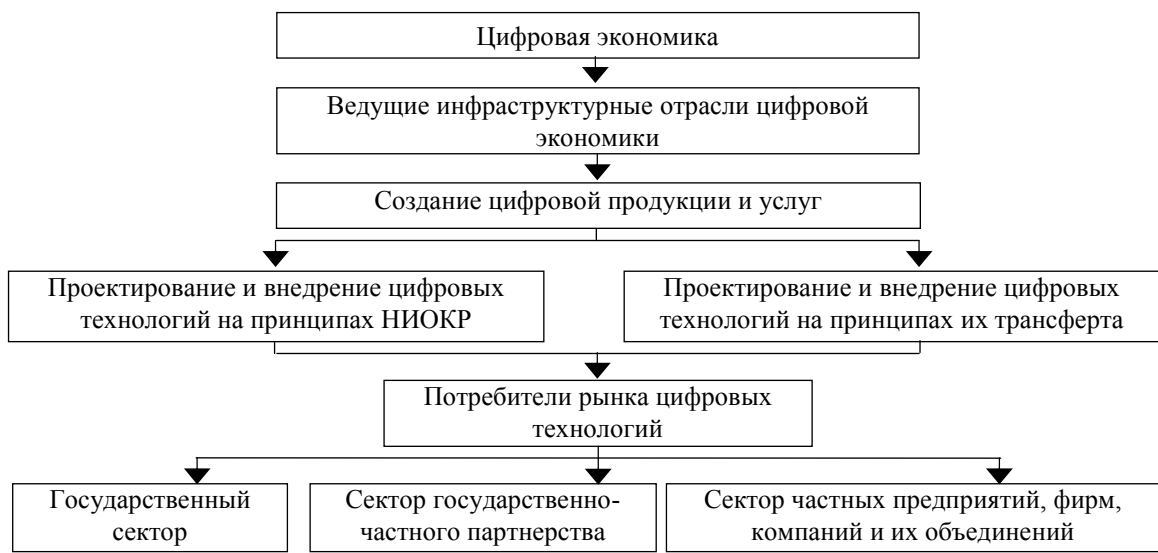 Цифровая экономика
Ведущие инфраструктурные отрасли цифровой
экономики
Создание цифровой продукции и услуг
Проектирование и внедрение цифровых
технологий на принципах НИОКР
Проектирование и внедрение цифровых
технологий на принципах их трансферта
Потребители рынка цифровых
технологий
Государственный
сектор
Сектор государственно-
частного партнерства
Сектор частных предприятий, фирм,
компаний и их объединений